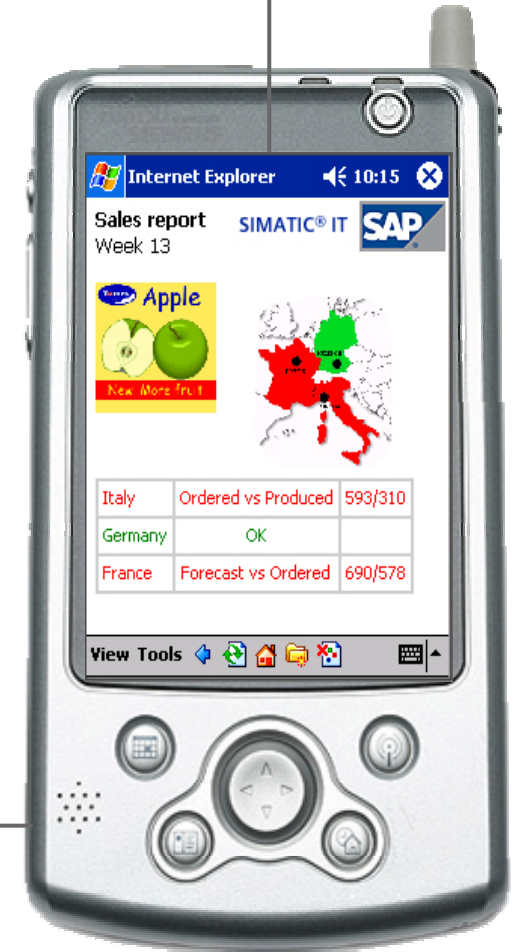 Internet Explorer 10:15
Sales report
Week 13
SIMATIC® IT
SAP
Apple
New More fruit
Italy Ordered vs Produced 593/310
Germany OK
France Forecast vs Ordered 690/578
View Tools